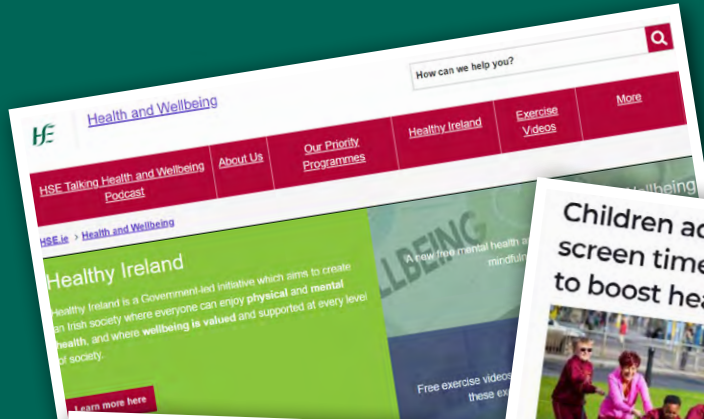 How can we help you?
HSE
Health and Wellbeing
HSE Talking Health and Wellbeing
Podcast
About Us
Our Priority
Programmes
Healthy Ireland
Exercise
Videos
More
HSE.ie > Health and Wellbeing
Healthy Ireland
Healthy Ireland is a Government-led initiative which aims to create
an Irish society where everyone can enjoy physical and mental
health, and where wellbeing is valued and supported at every level
of society.
Learn more here
A new free mental health a
mindfuln
Free exercise videos
these ex
Wellbeing
LBEING
Children ac
screen time
to boost hea